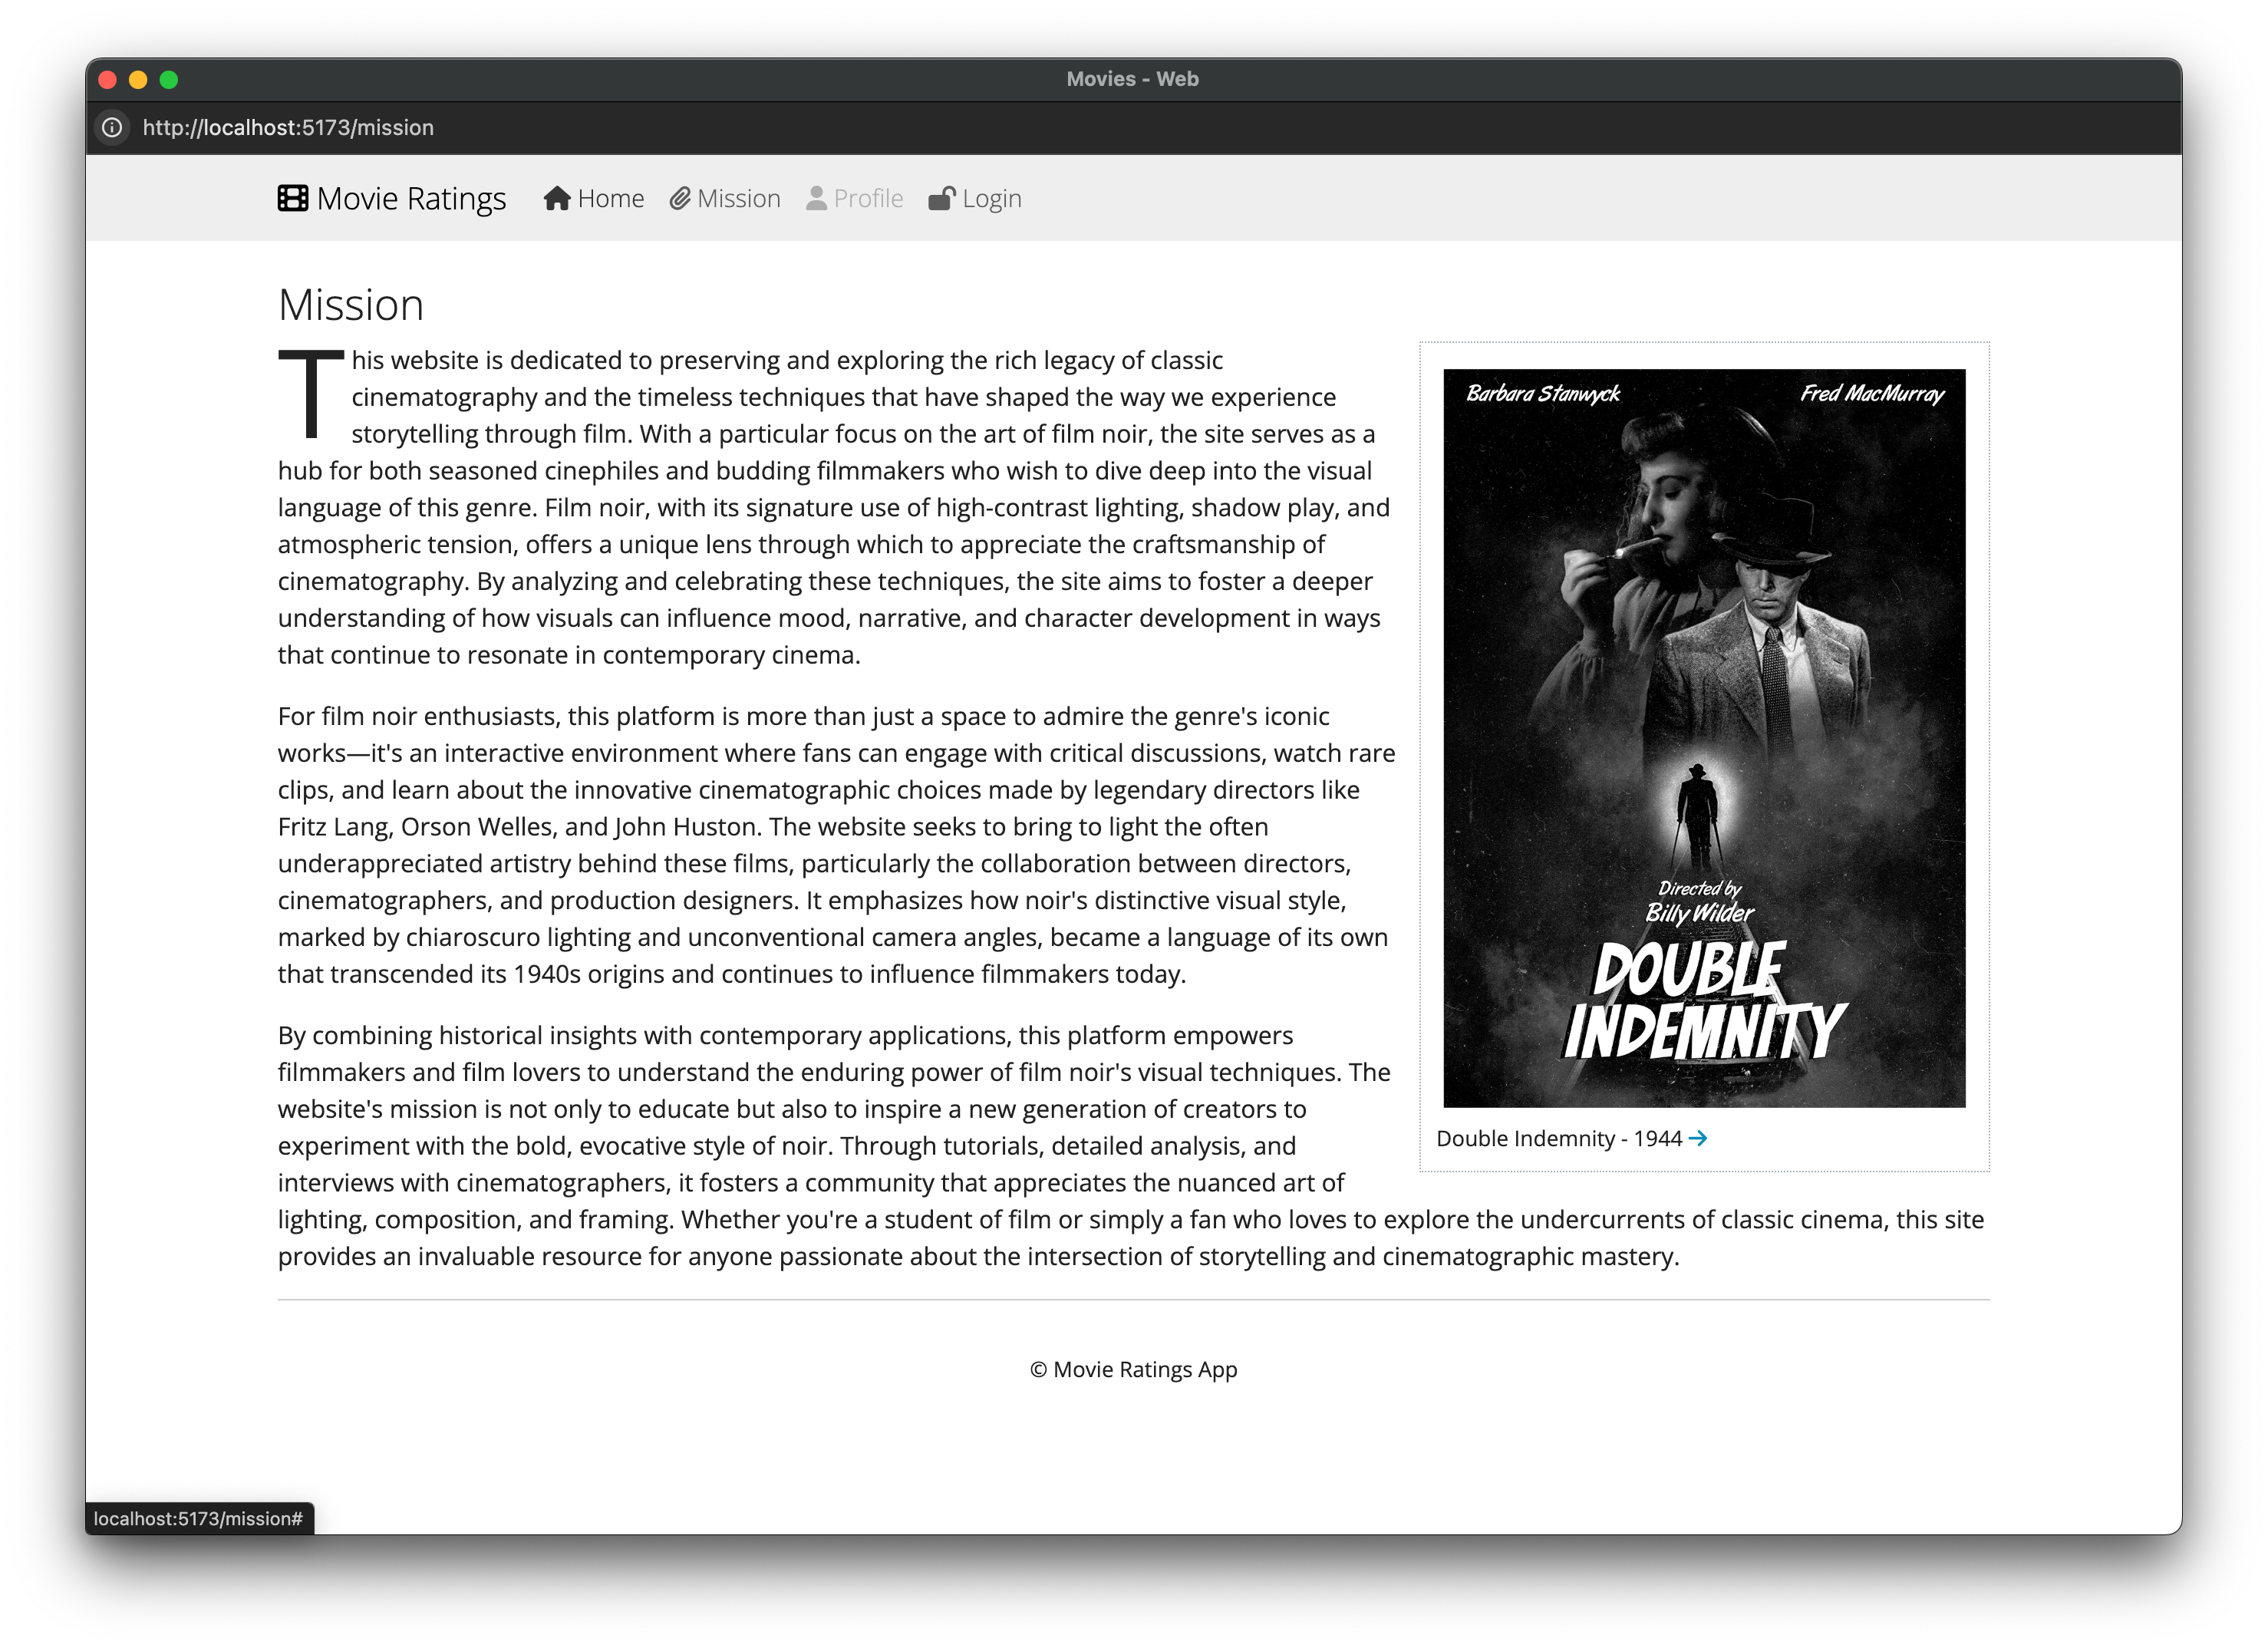 Movies - Web
http://localhost:5173/mission
Movie Ratings Home Mission Profile Login
Mission
This website is dedicated to preserving and exploring the rich legacy of classic
cinematography and the timeless techniques that have shaped the way we experience
storytelling through film. With a particular focus on the art of film noir, the site serves as a
hub for both seasoned cinephiles and budding filmmakers who wish to dive deep into the visual
language of this genre. Film noir, with its signature use of high-contrast lighting, shadow play, and
atmospheric tension, offers a unique lens through which to appreciate the craftsmanship of
cinematography. By analyzing and celebrating these techniques, the site aims to foster a deeper
understanding of how visuals can influence mood, narrative, and character development in ways
that continue to resonate in contemporary cinema.
For film noir enthusiasts, this platform is more than just a space to admire the genre's iconic
works—it's an interactive environment where fans can engage with critical discussions, watch rare
clips, and learn about the innovative cinematographic choices made by legendary directors like
Fritz Lang, Orson Welles, and John Huston. The website seeks to bring to light the often
underappreciated artistry behind these films, particularly the collaboration between directors,
cinematographers, and production designers. It emphasizes how noir's distinctive visual style,
marked by chiaroscuro lighting and unconventional camera angles, became a language of its own
that transcended its 1940s origins and continues to influence filmmakers today.
By combining historical insights with contemporary applications, this platform empowers
filmmakers and film lovers to understand the enduring power of film noir's visual techniques. The
website's mission is not only to educate but also to inspire a new generation of creators to
experiment with the bold, evocative style of noir. Through tutorials, detailed analysis, and
interviews with cinematographers, it fosters a community that appreciates the nuanced art of
lighting, composition, and framing. Whether you're a student of film or simply a fan who loves to explore the undercurrents of classic cinema, this site
provides an invaluable resource for anyone passionate about the intersection of storytelling and cinematographic mastery.
Barbara Stanwyck Fred MacMurray
Directed by
Billy Wilder
DOUBLE
INDEMNITY
Double Indemnity - 1944 →
© Movie Ratings App
localhost:5173/mission#